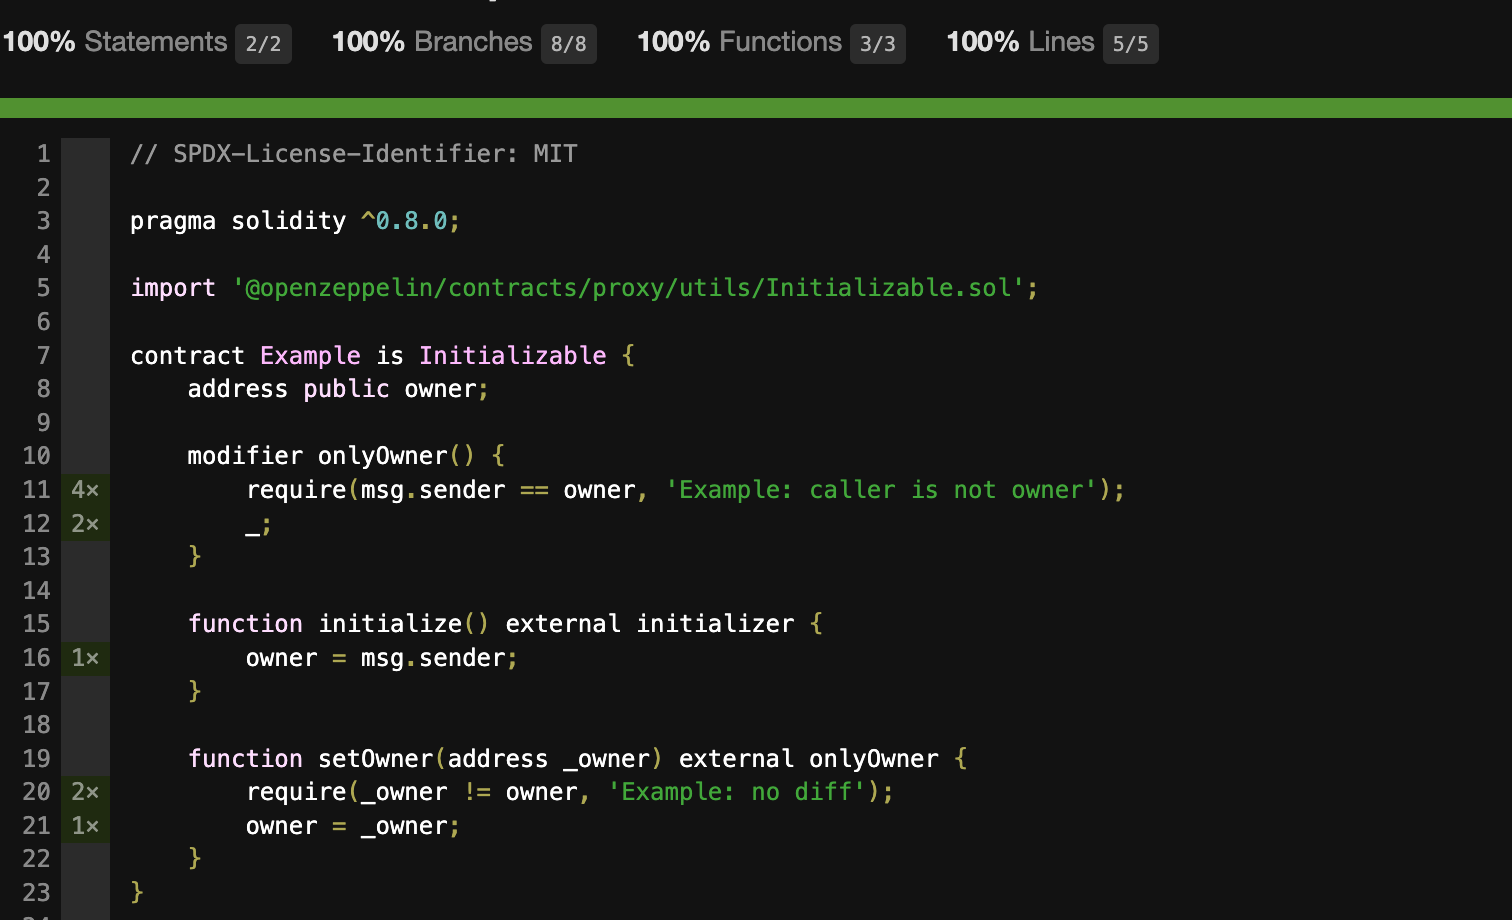 100% Statements 2/2 100% Branches 8/8 100% Functions 3/3 100% Lines 5/5
1 // SPDX-License-Identifier: MIT
2
3 pragma solidity ^0.8.0;
4
5 import '@openzeppelin/contracts/proxy/utils/Initializable.sol';
6
7 contract Example is Initializable {
8 address public owner;
9
10 modifier onlyOwner() {
11 4× require(msg.sender == owner, 'Example: caller is not owner');
12 2× _;
13 }
14
15 function initialize() external initializer {
16 1× owner = msg.sender;
17 }
18
19 function setOwner(address _owner) external onlyOwner {
20 2× require(_owner != owner, 'Example: no diff');
21 1× owner = _owner;
22 }
23 }